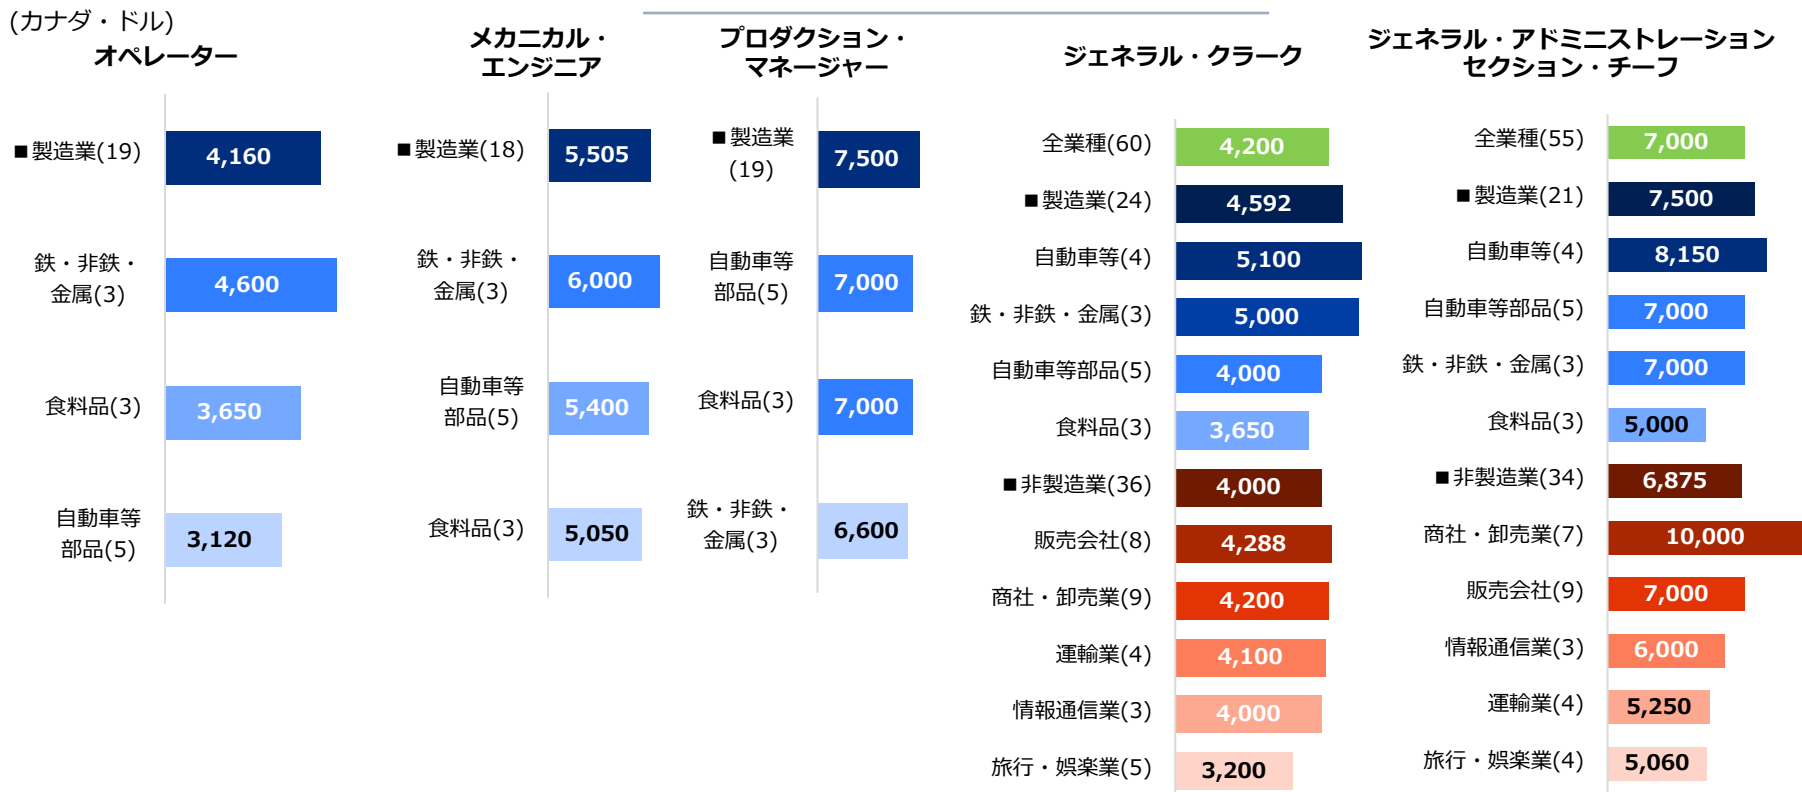 (カナダ・ドル)
オペレーター
■製造業(19)
4,160
鉄・非鉄・
金属(3)
4,600
食料品(3)
3,650
自動車等
部品(5)
3,120
メカニカル・
エンジニア
■製造業(18)
5,505
鉄・非鉄・
金属(3)
6,000
自動車等
部品(5)
5,400
食料品(3)
5,050
プロダクション・
マネージャー
■製造業
(19)
7,500
自動車等
部品(5)
7,000
食料品(3)
7,000
鉄・非鉄・
金属(3)
6,600
ジェネラル・クラーク
全業種(60)
4,200
■製造業(24)
4,592
自動車等(4)
5,100
鉄・非鉄・金属(3)
5,000
自動車等部品(5)
4,000
食料品(3)
3,650
■非製造業(36)
4,000
販売会社(8)
4,288
商社・卸売業(9)
4,200
運輸業(4)
4,100
情報通信業(3)
4,000
旅行・娯楽業(5)
3,200
ジェネラル・アドミニストレーション
セクション・チーフ
全業種(55)
7,000
■製造業(21)
7,500
自動車等(4)
8,150
自動車等部品(5)
7,000
鉄・非鉄・金属(3)
7,000
食料品(3)
5,000
■非製造業(34)
6,875
商社・卸売業(7)
10,000
販売会社(9)
7,000
情報通信業(3)
6,000
運輸業(4)
5,250
旅行・娯楽業(4)
5,060